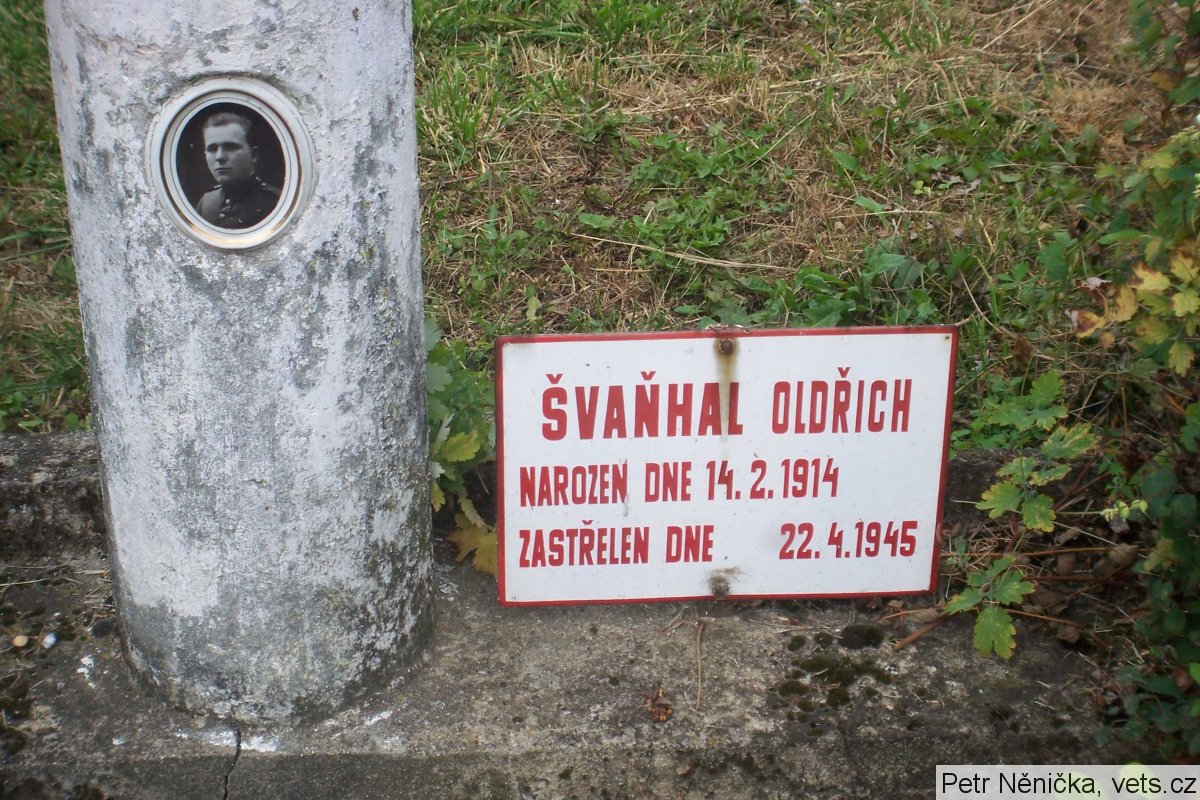 ŠVAŇHAL OLDŘICH
NAROZEN DNE 14. 2. 1914
ZASTŘELEN DNE 22. 4. 1945
Petr Něnička, vets.cz